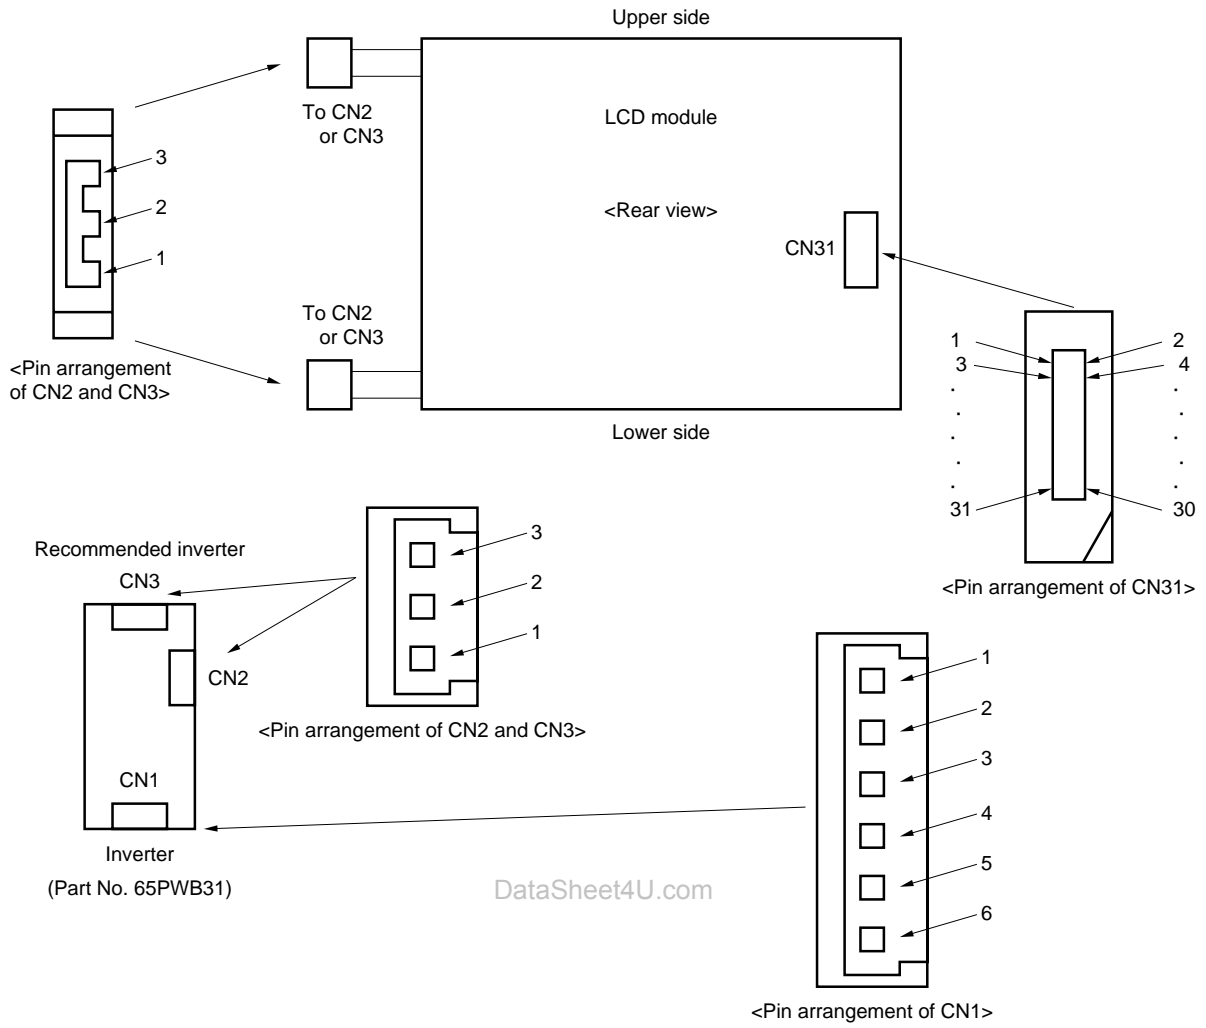 Upper side
To CN2
or CN3
LCD module
3
<Rear view>
2
CN31
1
To CN2
or CN3
<Pin arrangement
of CN2 and CN3>
1
2
3
4
.
.
.
.
.
.
.
.
.
.
31
30
Lower side
<Pin arrangement of CN31>
Recommended inverter
CN3
3
2
1
CN2
<Pin arrangement of CN2 and CN3>
CN1
Inverter
(Part No. 65PWB31)
1
2
3
4
5
6
DataSheet4U.com
<Pin arrangement of CN1>